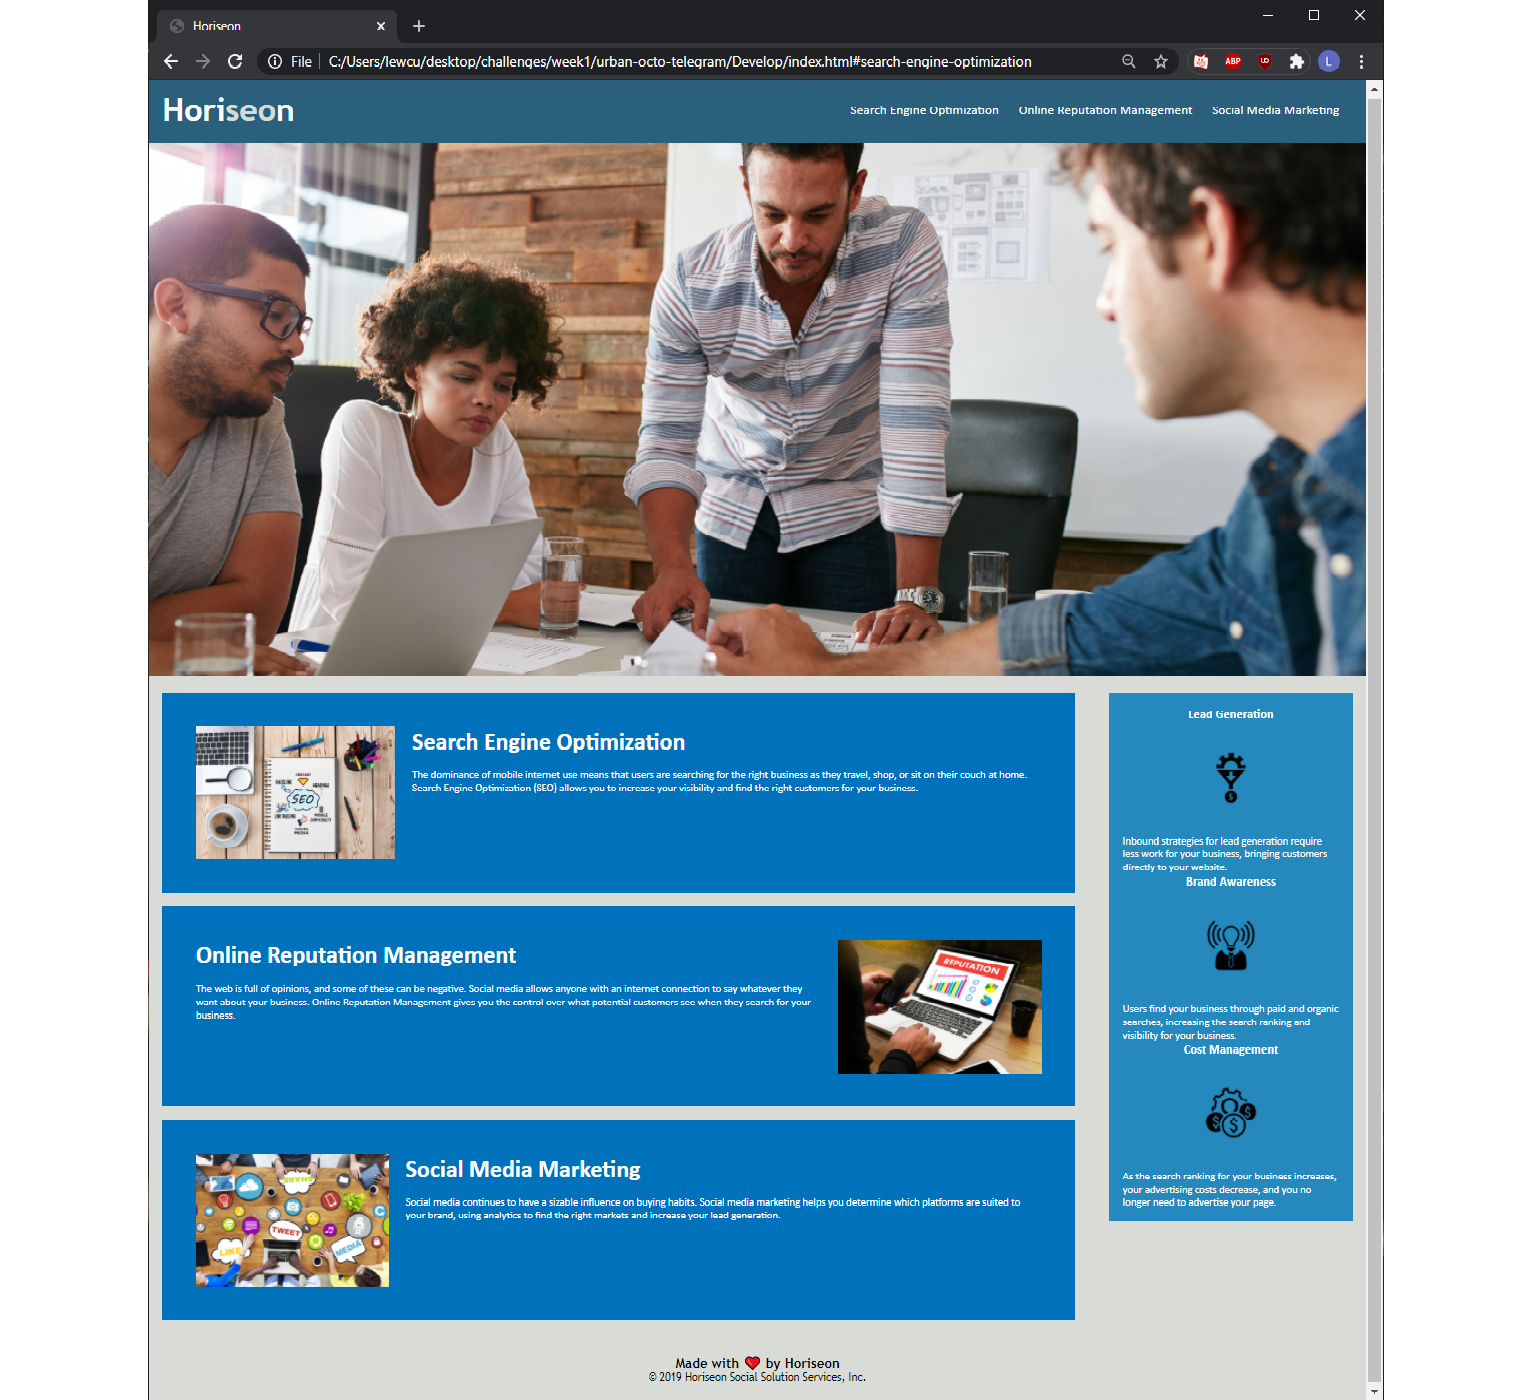 Horiseon
File
C:/Users/lewcu/desktop/challenges/week1/urban-octo-telegram/Develop/index.html#search-engine-optimization
ABP
L
Horiseon
Search Engine Optimization
Online Reputation Management
Social Media Marketing
Search Engine Optimization
The dominance of mobile internet use means that users are searching for the right business as they travel, shop, or sit on their couch at home.
Search Engine Optimization (SEO) allows you to increase your visibility and find the right customers for your business.
SEO
Online Reputation Management
The web is full of opinions, and some of these can be negative. Social media allows anyone with an internet connection to say whatever they
want about your business. Online Reputation Management gives you the control over what potential customers see when they search for your
business.
REPUTATION
Social Media Marketing
Social media continues to have a sizable influence on buying habits. Social media marketing helps you determine which platforms are suited to
your brand, using analytics to find the right markets and increase your lead generation.
SHARE
TWEET
LIKE
MEDIA
Lead Generation
Inbound strategies for lead generation require
less work for your business, bringing customers
directly to your website.
Brand Awareness
Users find your business through paid and organic
searches, increasing the search ranking and
visibility for your business.
Cost Management
As the search ranking for your business increases,
your advertising costs decrease, and you no
longer need to advertise your page.
Made with ❤️ by Horiseon
© 2019 Horiseon Social Solution Services, Inc.